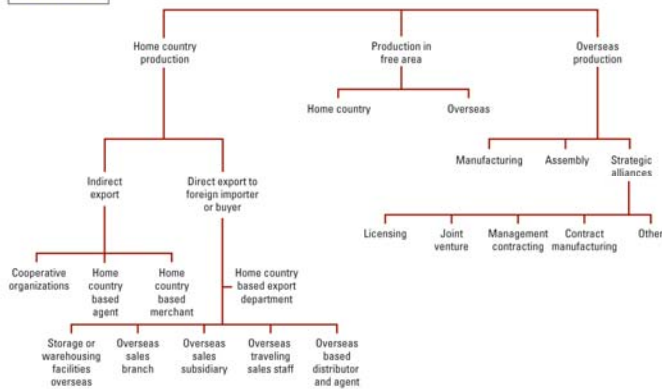 Home country
production
Production in
free area
Overseas
production
Home country
Overseas
Manufacturing
Assembly
Strategic
alliances
Indirect
export
Direct export to
foreign importer
or buyer
Licensing
Joint
venture
Management
contracting
Contract
manufacturing
Other
Cooperative
organizations
Home
country
based
agent
Home
country
based
merchant
Home country
based export
department
Storage or
warehousing
facilities
overseas
Overseas
sales
branch
Overseas
sales
subsidiary
Overseas
traveling
sales staff
Overseas
based
distributor
and agent